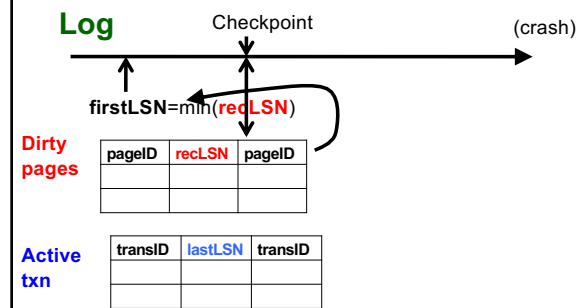 Log
Checkpoint
(crash)
firstLSN=min(recLSN)
Dirty
pages
pageID recLSN pageID
Active
txn
transID lastLSN transID